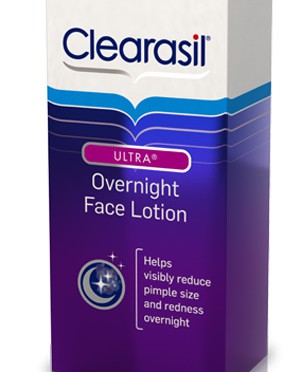 Clearasil®
ULTRA®
Overnight
Face Lotion
Helps
visibly reduce
pimple size
and redness
overnight